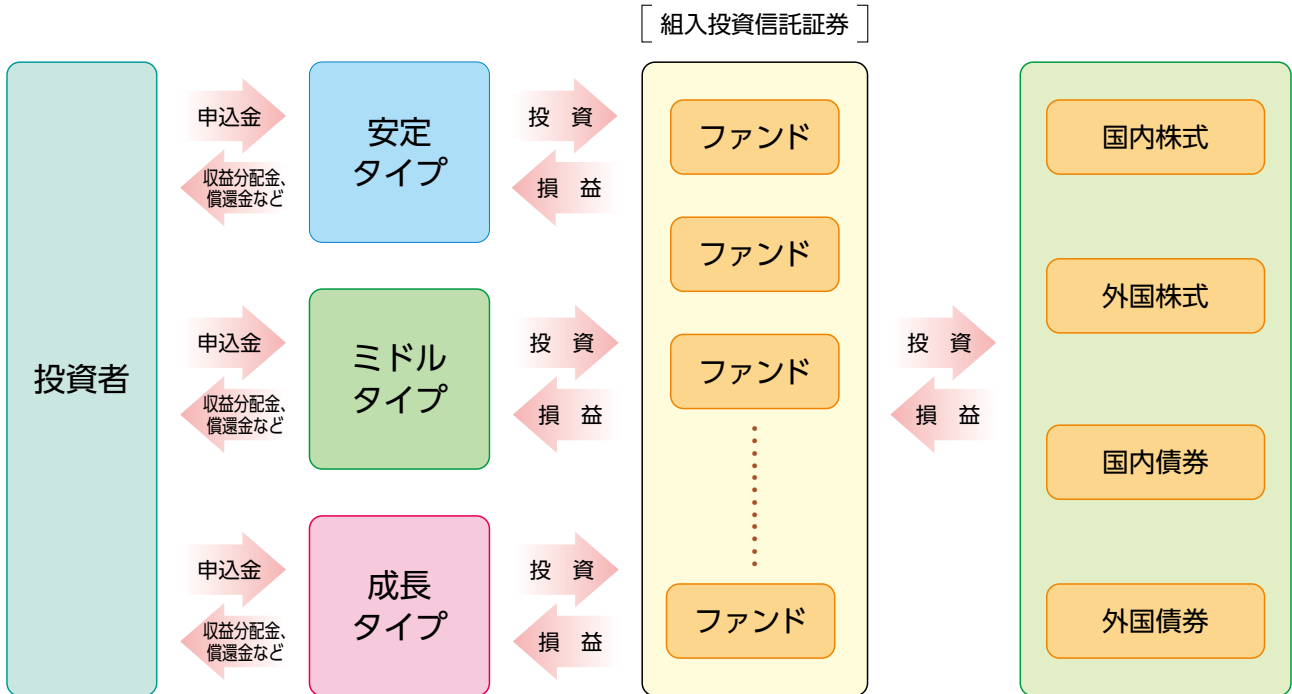 [組入投資信託証券]
投資者
申込金
収益分配金、
償還金など
安定
タイプ
投 資
損 益
申込金
収益分配金、
償還金など
ミドル
タイプ
投 資
損 益
申込金
収益分配金、
償還金など
成長
タイプ
投 資
損 益
ファンド
ファンド
ファンド
ファンド
投 資
損 益
国内株式
外国株式
国内債券
外国債券